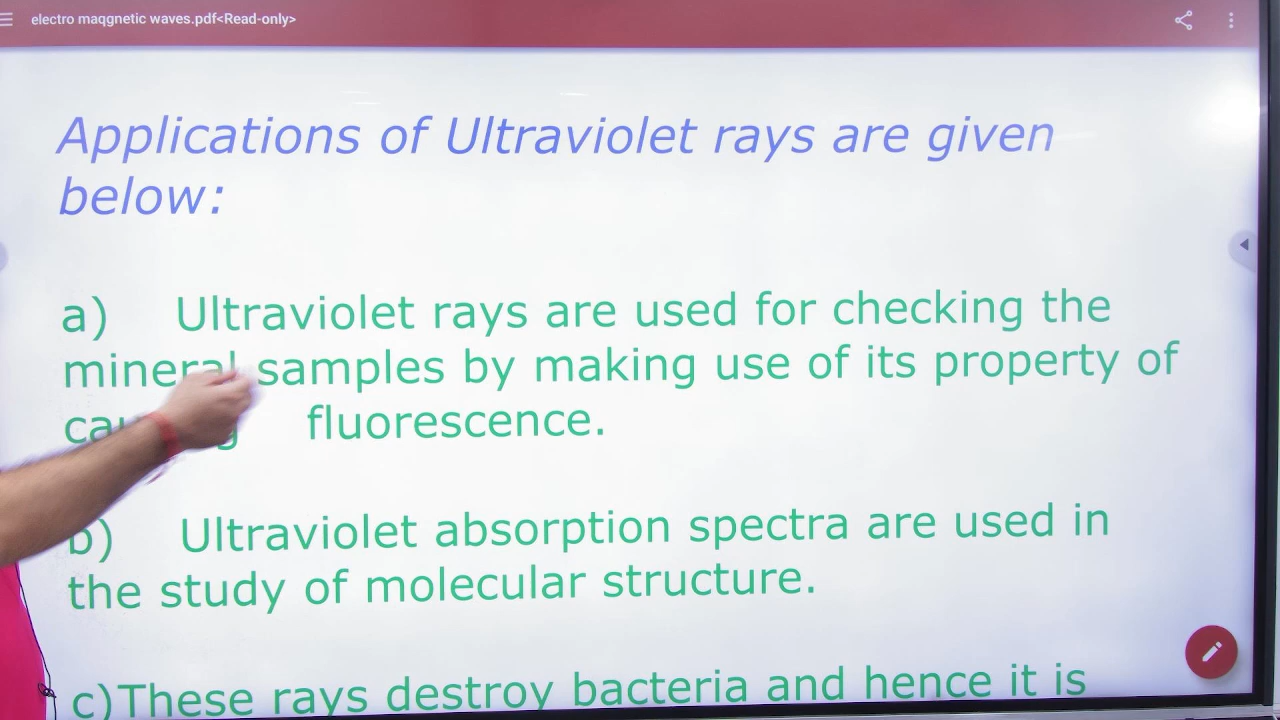 electro maqgnetic waves.pdf<Read-only>
Applications of Ultraviolet rays are given
below:
a) Ultraviolet rays are used for checking the
mineral samples by making use of its property of
fluorescence.
b) Ultraviolet absorption spectra are used in
the study of molecular structure.
c)These rays destroy bacteria and hence it is